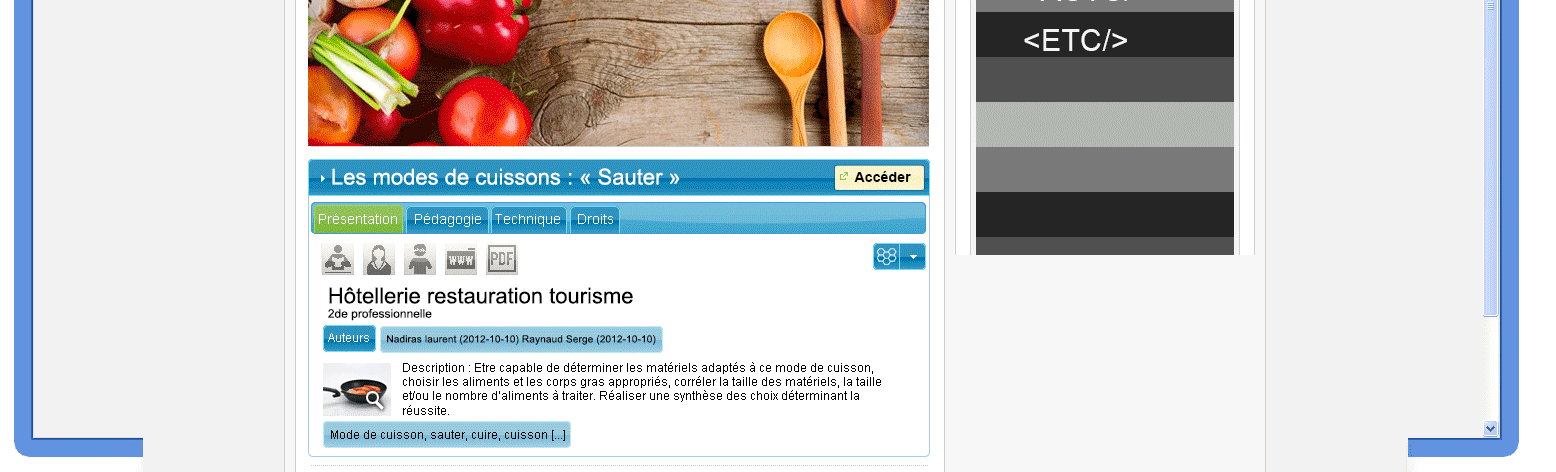 <ETC/>
Les modes de cuissons : « Sauter »
Accéder
Présentation
Pédagogie
Technique
Droits
www
PDF
Hôtellerie restauration tourisme
2de professionnelle
Auteurs
Nadiras laurent (2012-10-10) Raynaud Serge (2012-10-10)
Description : Etre capable de déterminer les matériels adaptés à ce mode de cuisson,
choisir les aliments et les corps gras appropriés, corréler la taille des matériels, la taille
et/ou le nombre d'aliments à traiter. Réaliser une synthèse des choix déterminant la
réussite.
Mode de cuisson, sauter, cuire, cuisson [...]